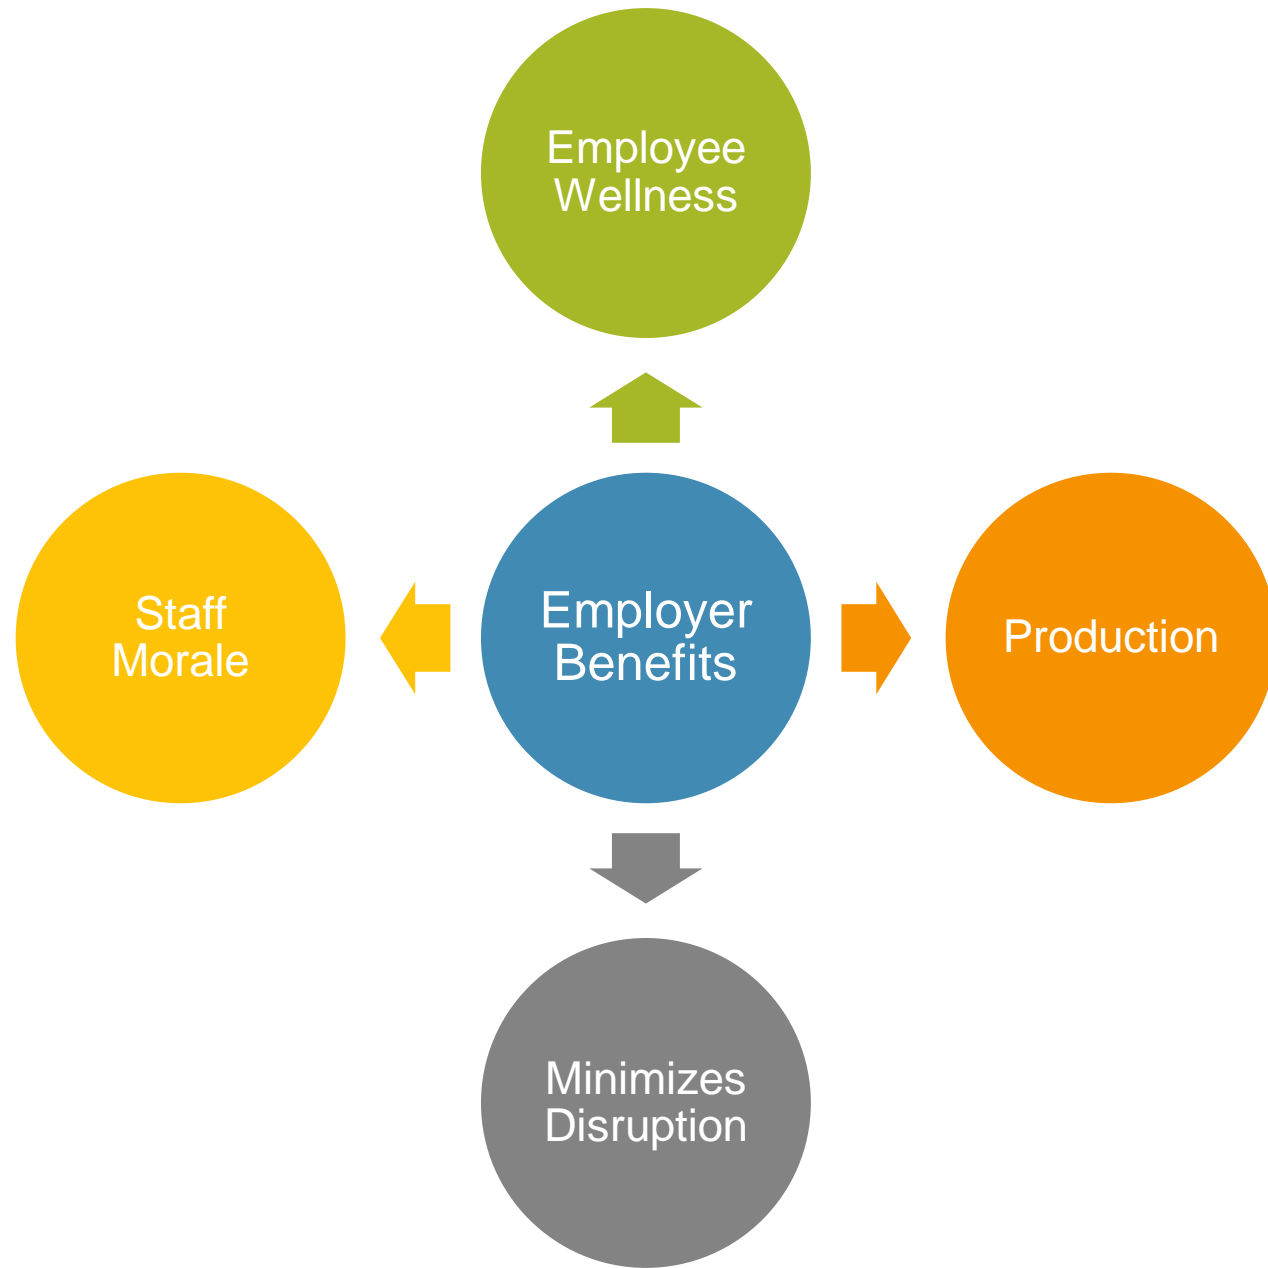 Employee
Wellness
Staff
Morale
Employer
Benefits
Production
Minimizes
Disruption